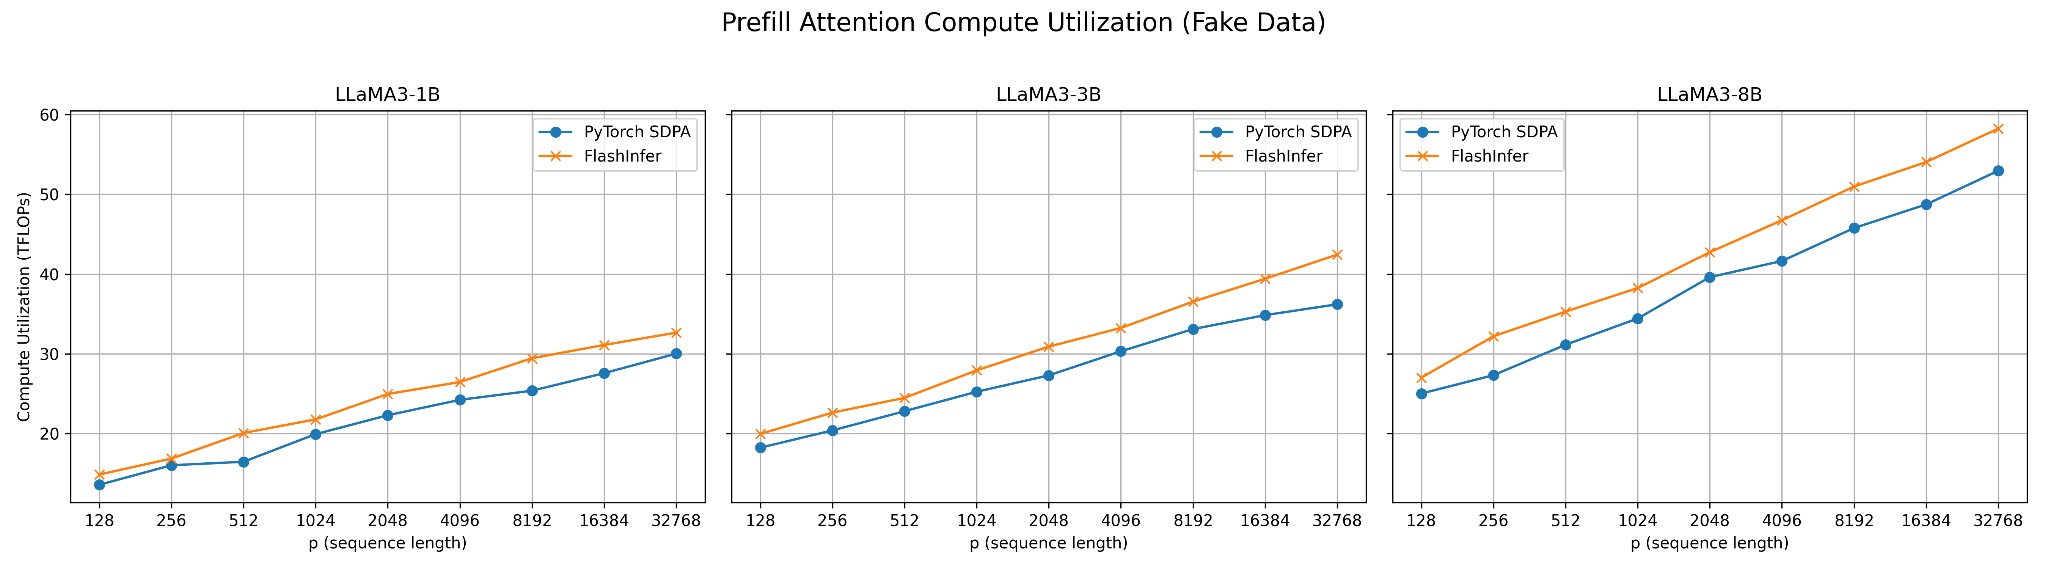 Prefill Attention Compute Utilization (Fake Data)
LLaMA3-1B
Compute Utilization (TFLOPs)
60
50
40
30
20
PyTorch SDPA
FlashInfer
128 256 512 1024 2048 4096 8192 16384 32768
p (sequence length)
LLaMA3-3B
PyTorch SDPA
FlashInfer
128 256 512 1024 2048 4096 8192 16384 32768
p (sequence length)
LLaMA3-8B
PyTorch SDPA
FlashInfer
128 256 512 1024 2048 4096 8192 16384 32768
p (sequence length)